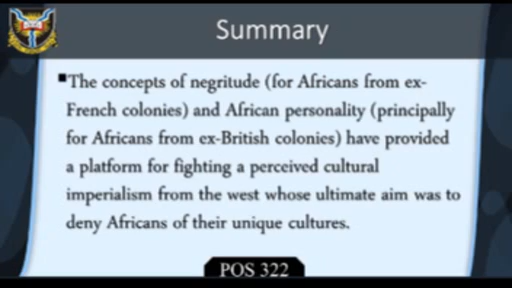 Summary
▪The concepts of negritude (for Africans from ex-
French colonies) and African personality (principally
for Africans from ex-British colonies) have provided
a platform for fighting a perceived cultural
imperialism from the west whose ultimate aim was to
deny Africans of their unique cultures.
POS 322